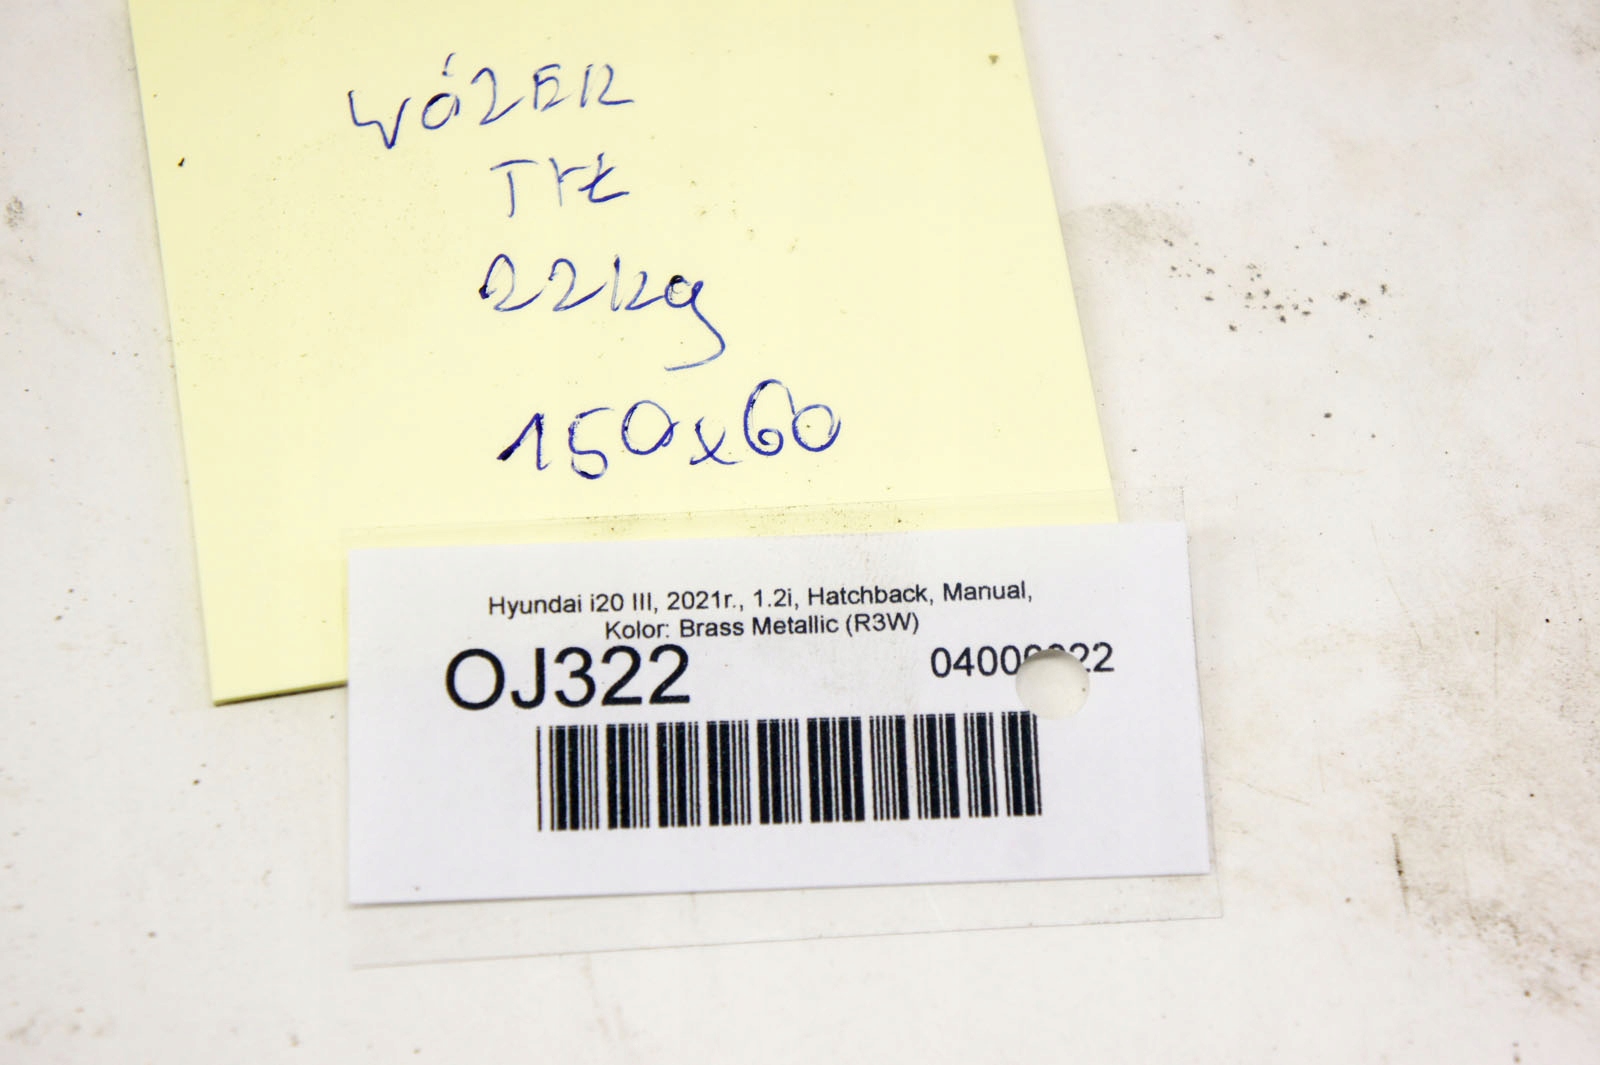 WÓZEK
TYŁ
22kg
150x60
Hyundai i20 III, 2021r., 1.2i, Hatchback, Manual,
Kolor: Brass Metallic (R3W)
OJ322